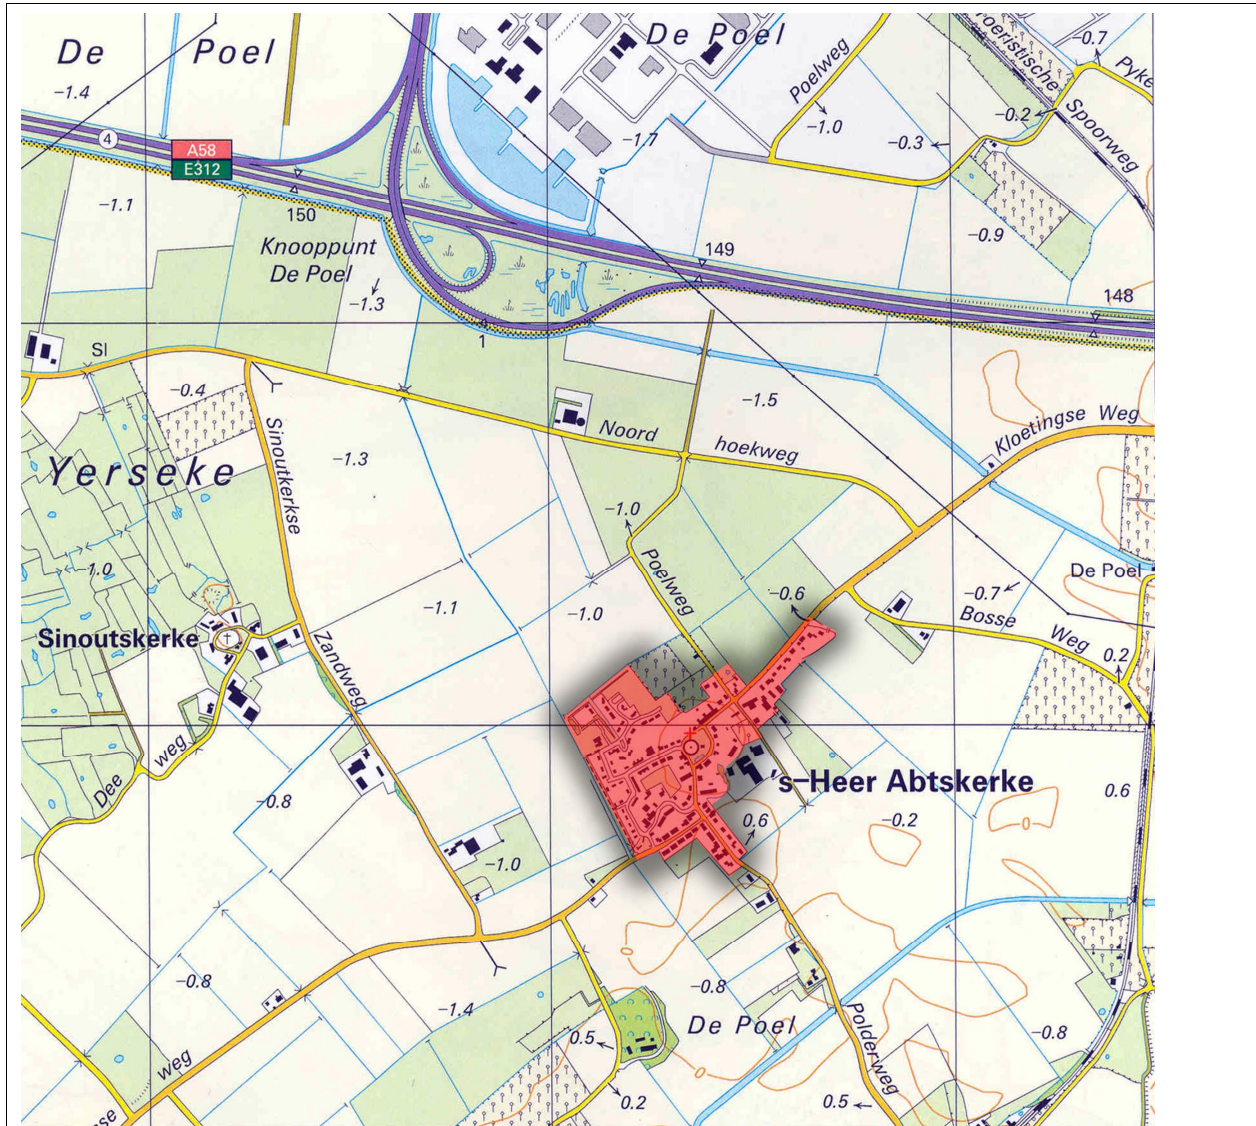 De Poel
De Poel
Poelweg
Toeristische
Spoorweg
Pyke
-0.7
-1.4
4
A58
E312
-1.7
-1.0
-0.2
-0.3
-1.1
150
Knooppunt
De Poel
-1.3
149
-0.9
148
1
Sl
-0.4
-1.5
Kloetingse Weg
Noord
hoekweg
Sinoutkerkse
-1.3
Yerseke
-1.0
Poelweg
-1.0
De Poel
-0.6
-0.7
Bosse
Weg
-1.1
-1.0
Sinoutskerke
Zandweg
0.2
weg
Dee
s-Heer Abtskerke
-0.8
0.6
0.6
-0.2
0
-1.0
0
-0.8
-0.8
-1.4
De Poel
Polderweg
-0.8
0.5
weg
0
0.2
0.5
se